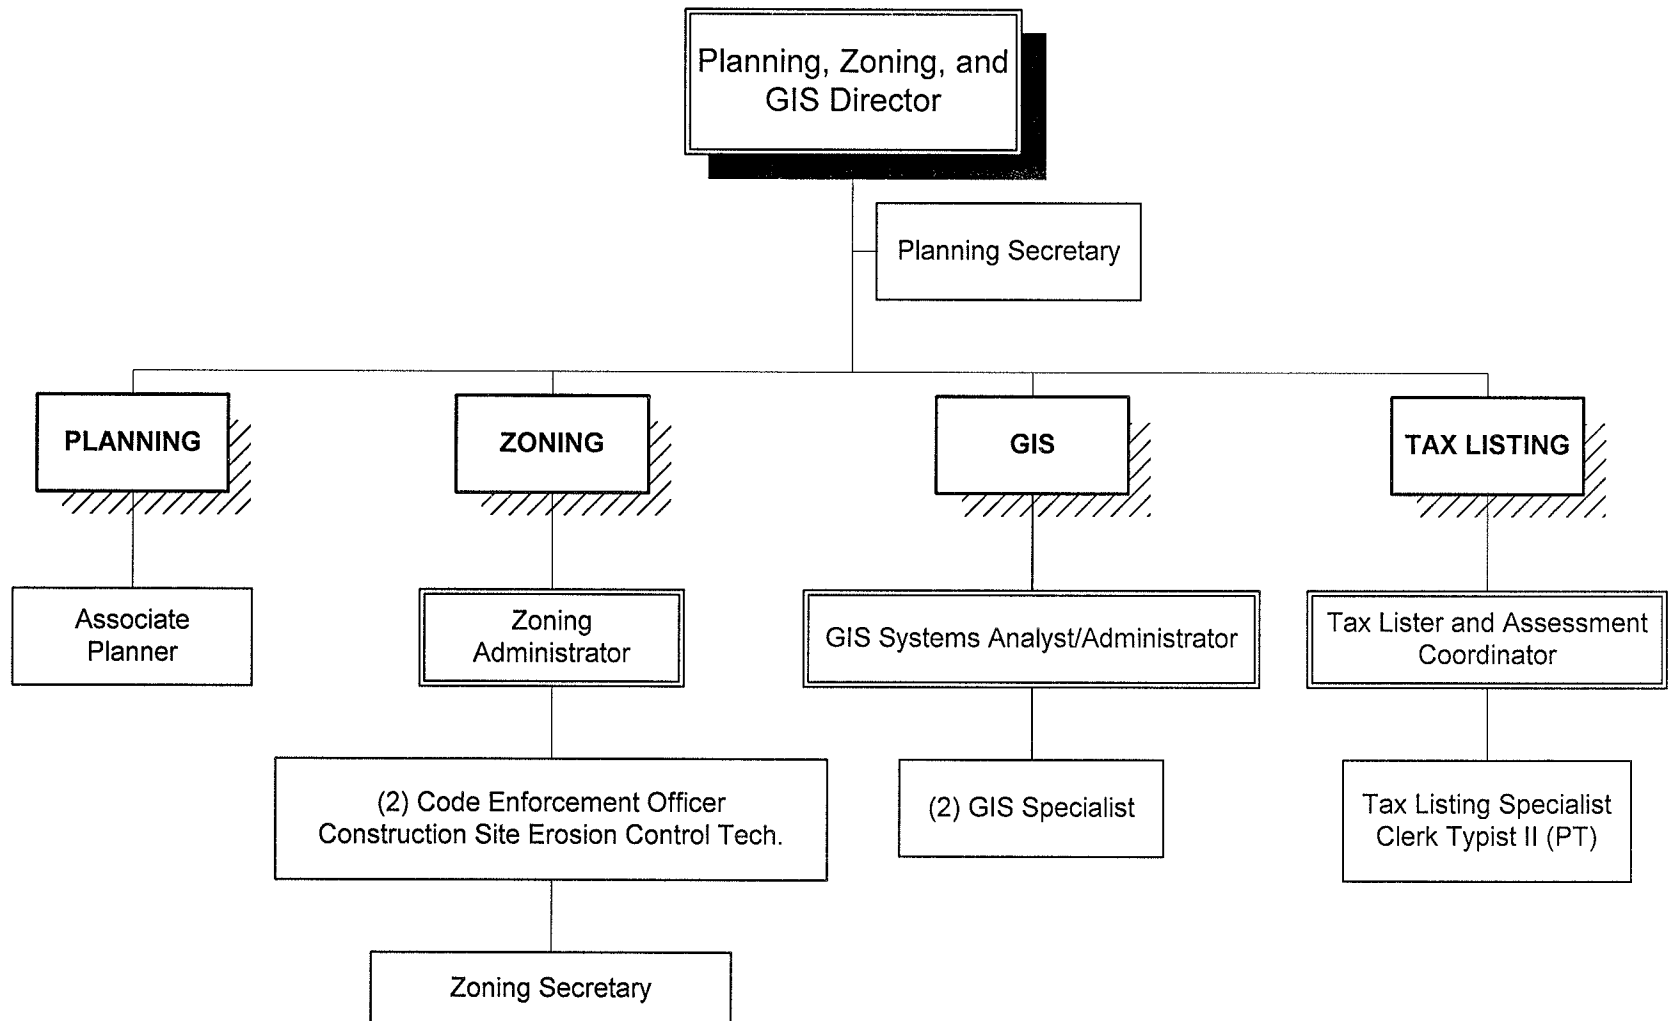 Planning, Zoning, and
GIS Director
Planning Secretary
PLANNING
ZONING
GIS
TAX LISTING
Associate
Planner
Zoning
Administrator
GIS Systems Analyst/Administrator
Tax Lister and Assessment
Coordinator
(2) Code Enforcement Officer
Construction Site Erosion Control Tech.
(2) GIS Specialist
Tax Listing Specialist
Clerk Typist II (PT)
Zoning Secretary